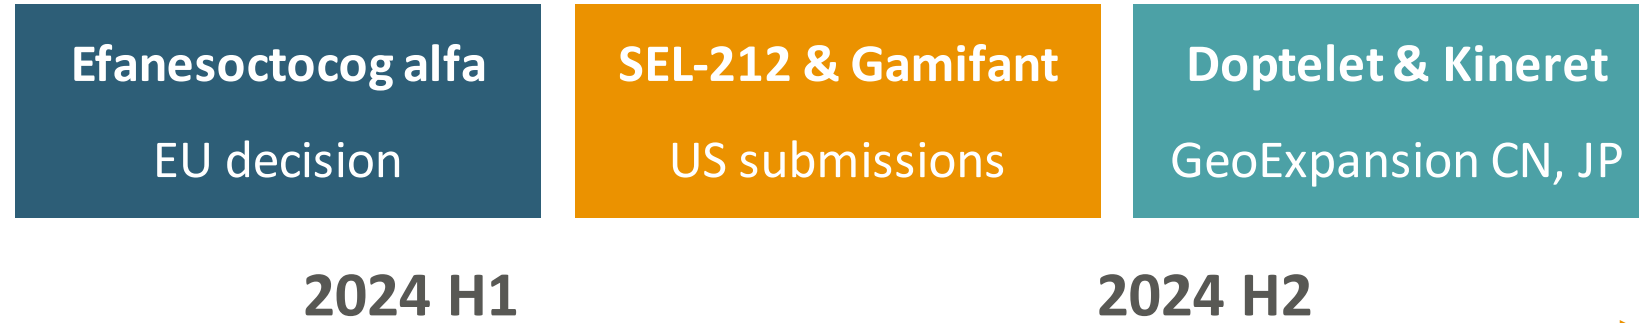 Efanesoctocog alfa
EU decision
SEL-212 & Gamifant
US submissions
Doptelet & Kineret
GeoExpansion CN, JP
2024 H1
2024 H2